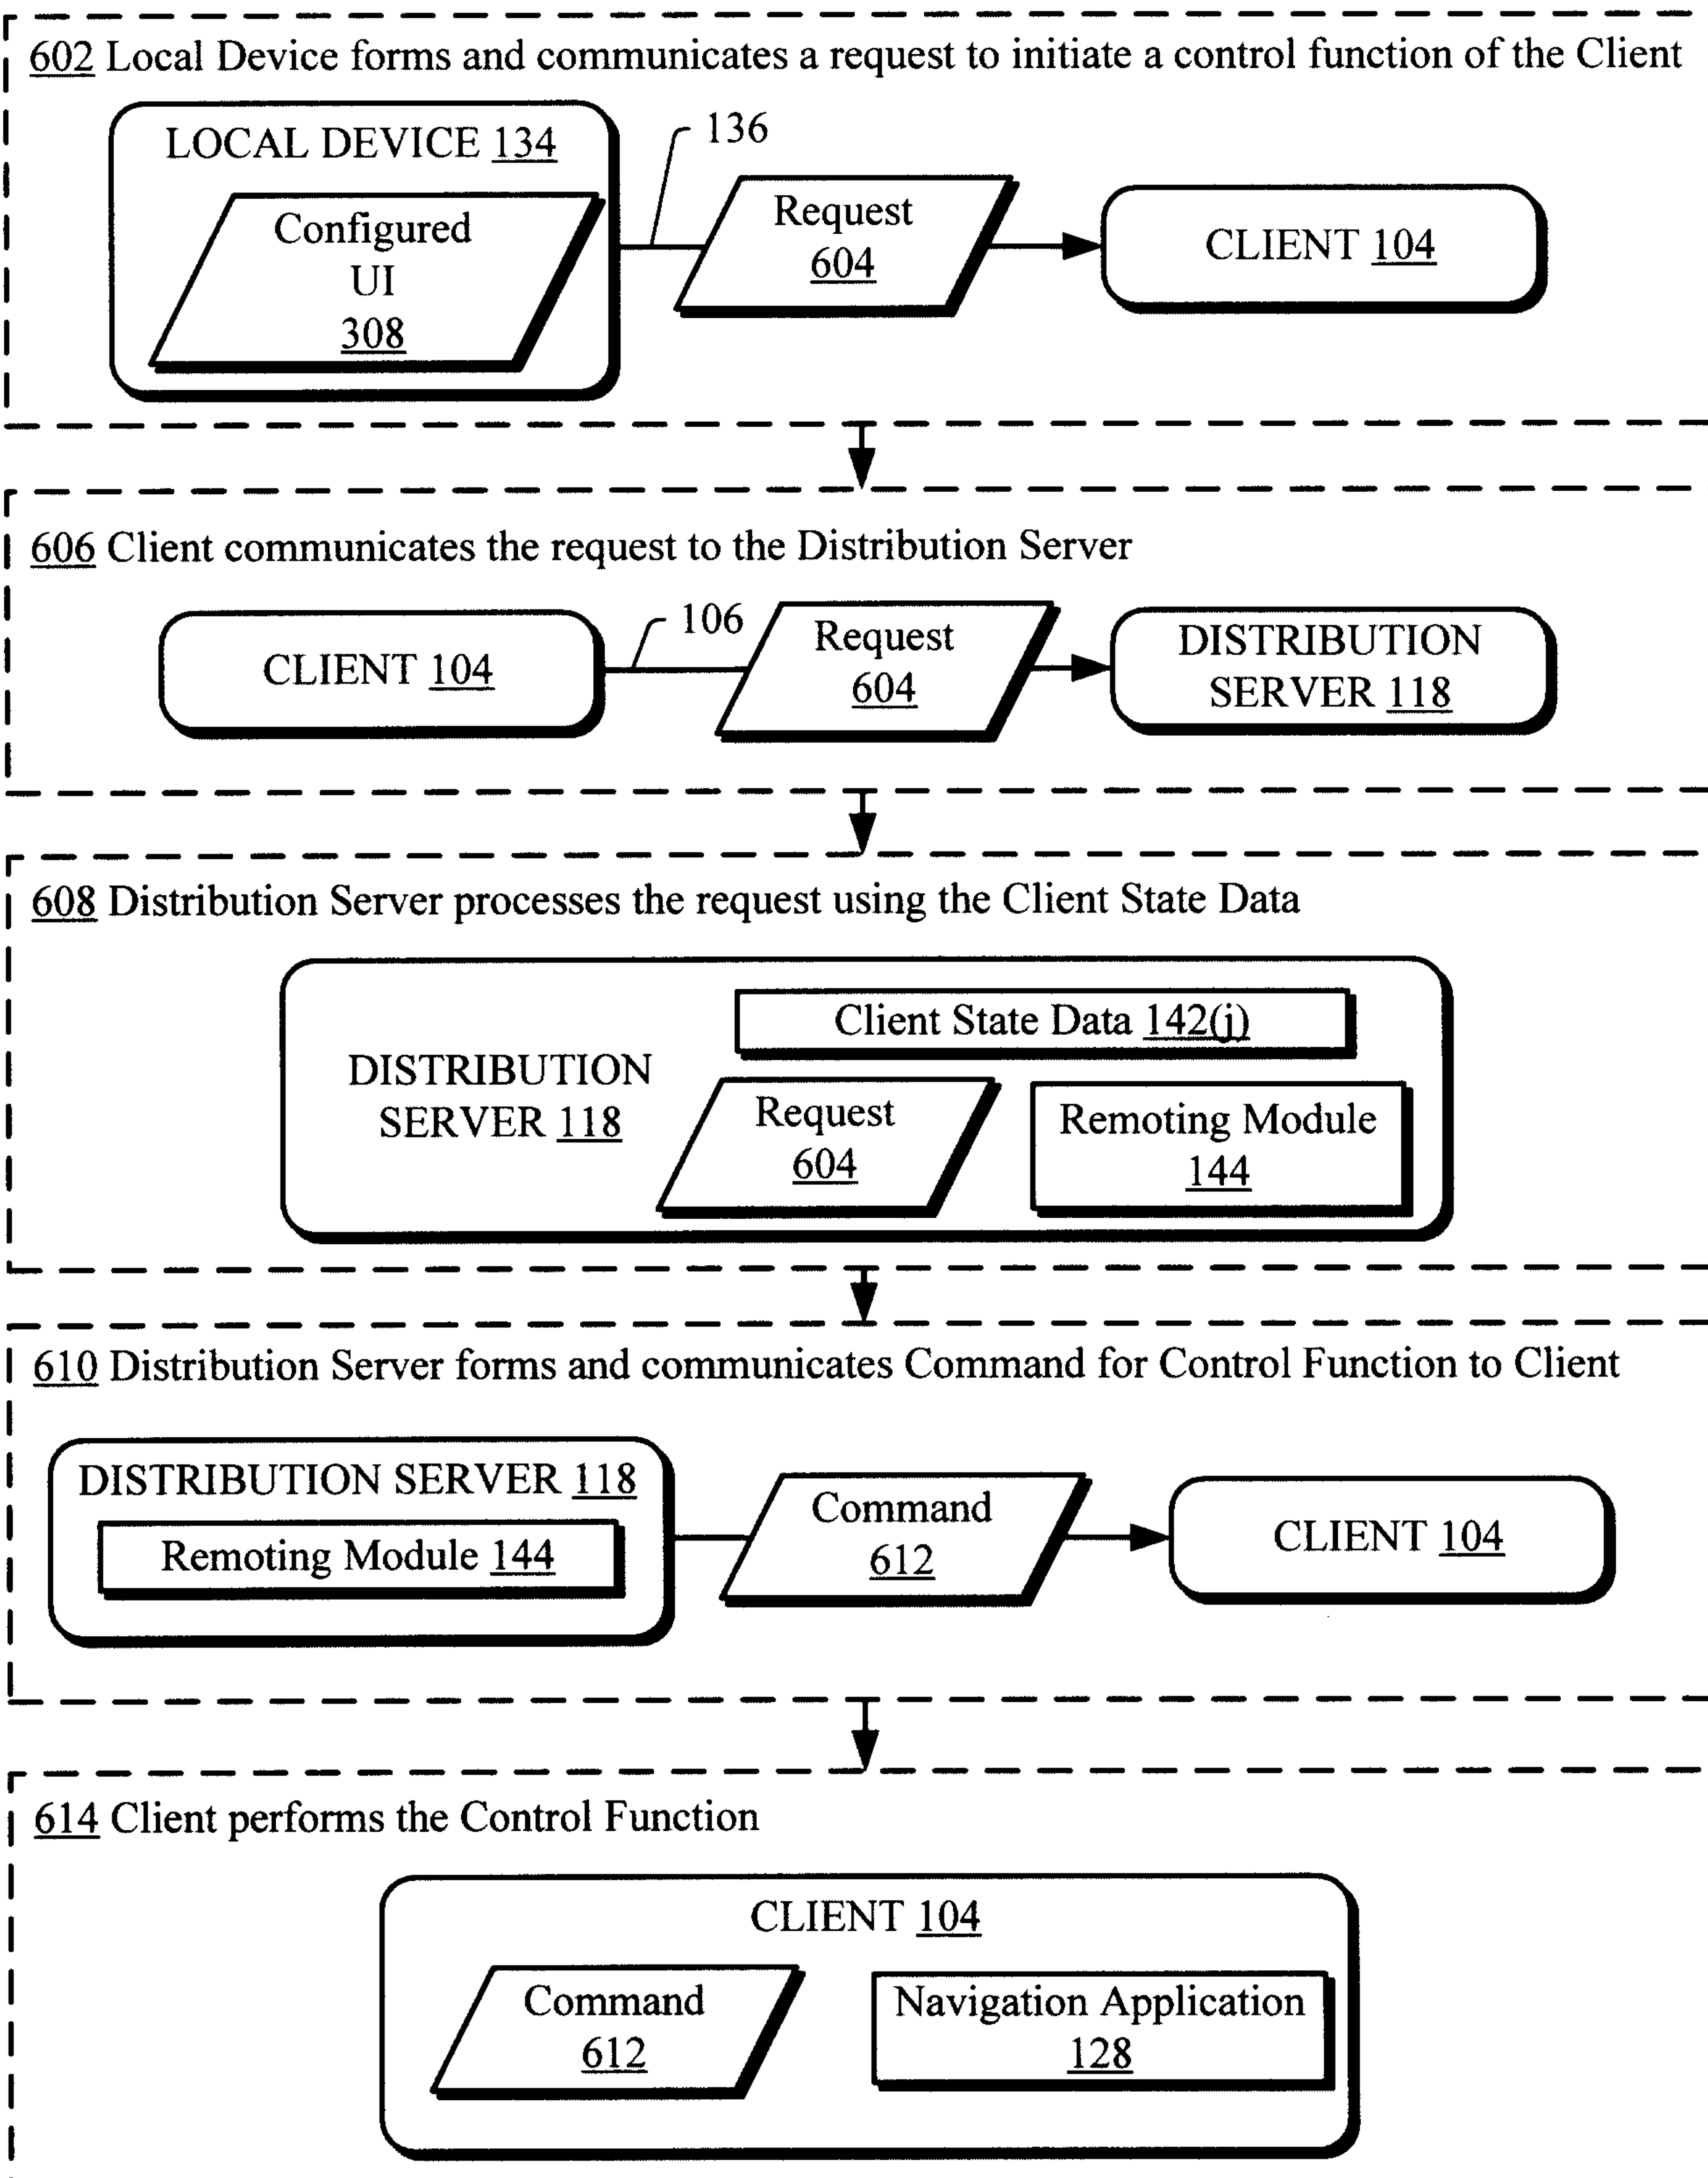 602 Local Device forms and communicates a request to initiate a control function of the Client
LOCAL DEVICE 134
Configured
UI
308
136
Request
604
CLIENT 104
606 Client communicates the request to the Distribution Server
CLIENT 104
106
Request
604
DISTRIBUTION
SERVER 118
608 Distribution Server processes the request using the Client State Data
DISTRIBUTION
SERVER 118
Client State Data 142(j)
Request
604
Remoting Module
144
610 Distribution Server forms and communicates Command for Control Function to Client
DISTRIBUTION SERVER 118
Remoting Module 144
Command
612
CLIENT 104
614 Client performs the Control Function
CLIENT 104
Command
612
Navigation Application
128